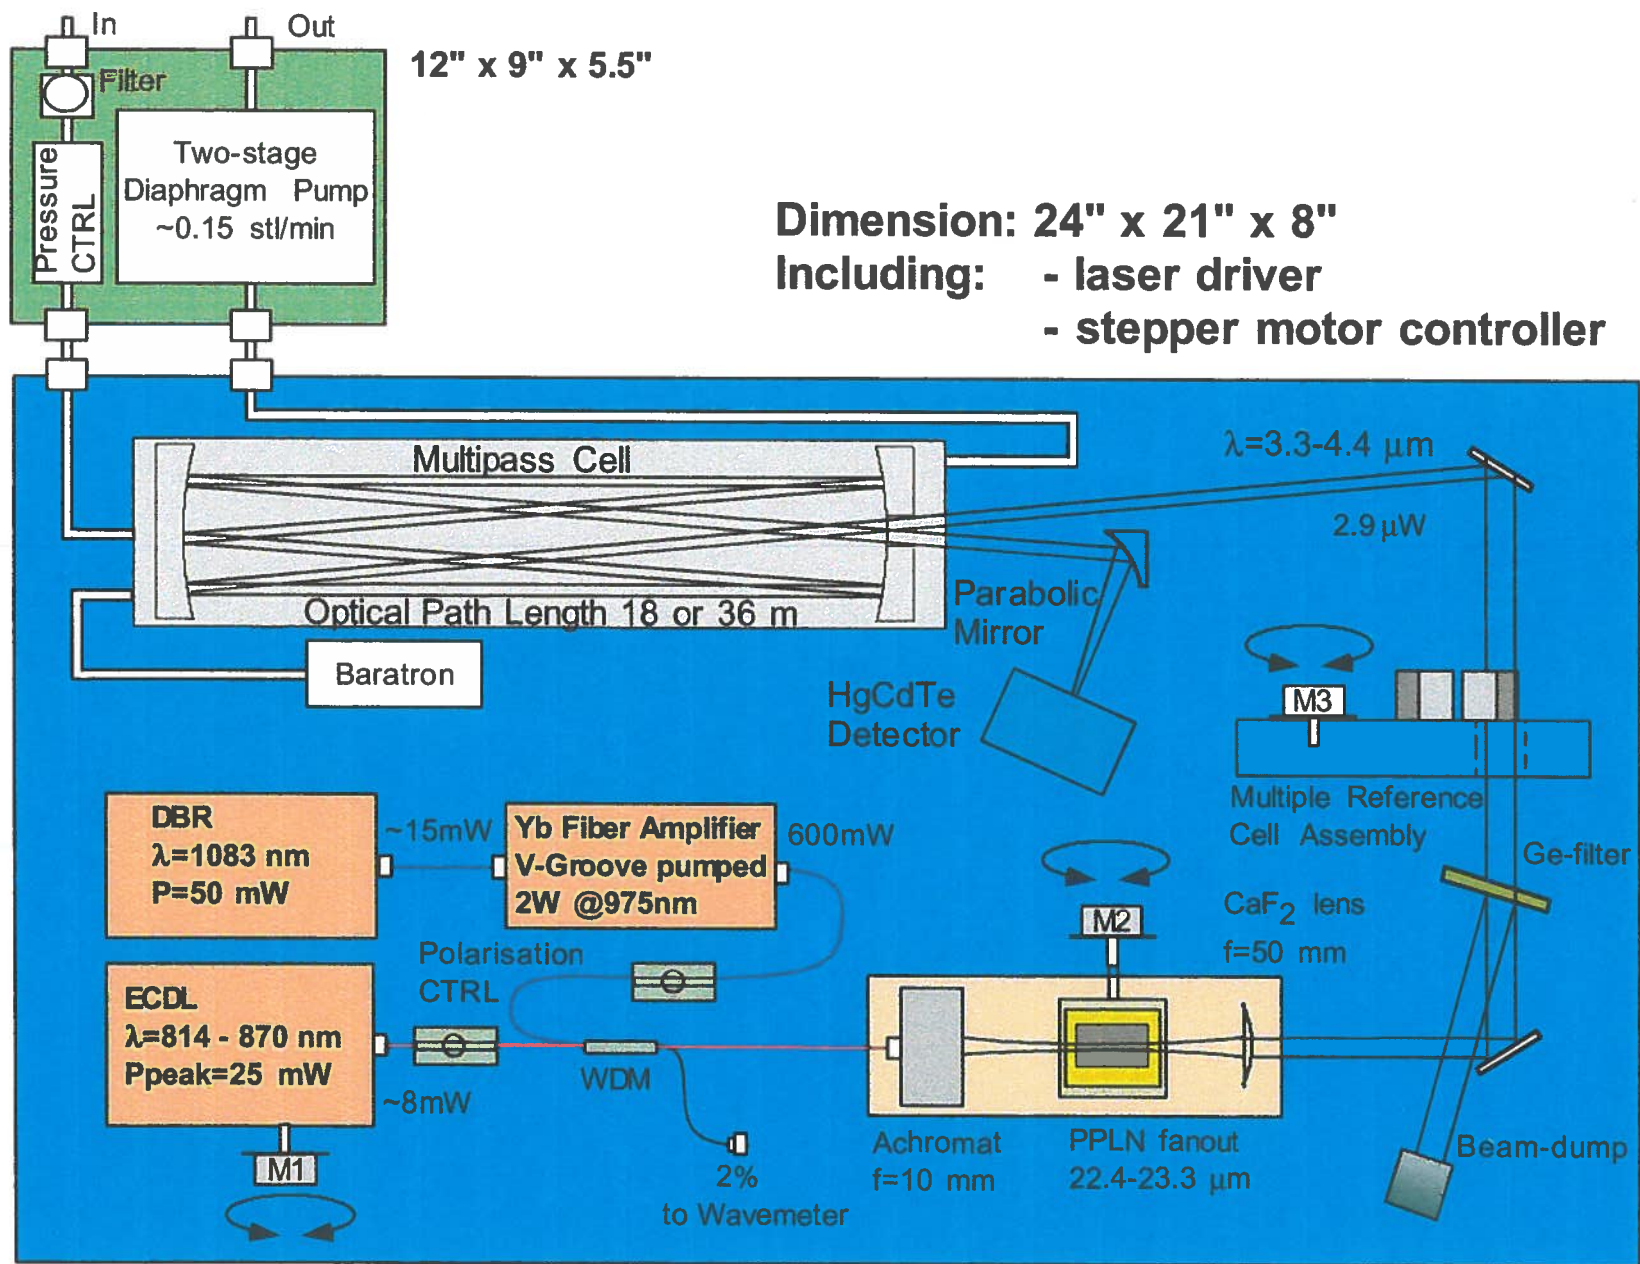 In
Out
12" x 9" x 5.5"
Filter
Pressure
CTRL
Two-stage
Diaphragm Pump
~0.15 stl/min
Dimension: 24" x 21" x 8"
Including: - laser driver
- stepper motor controller
Multipass Cell
Optical Path Length 18 or 36 m
Baratron
λ=3.3-4.4 μm
2.9 μW
Parabolic
Mirror
HgCdTe
Detector
M3
Multiple Reference
Cell Assembly
Ge-filter
DBR
λ=1083 nm
P=50 mW
~15mW
Yb Fiber Amplifier
V-Groove pumped
2W @975nm
600mW
M2
CaF2 lens
f=50 mm
Polarisation
CTRL
ECDL
λ=814 - 870 nm
Ppeak=25 mW
~8mW
WDM
M1
2%
to Wavemeter
Achromat
f=10 mm
PPLN fanout
22.4-23.3 μm
Beam-dump